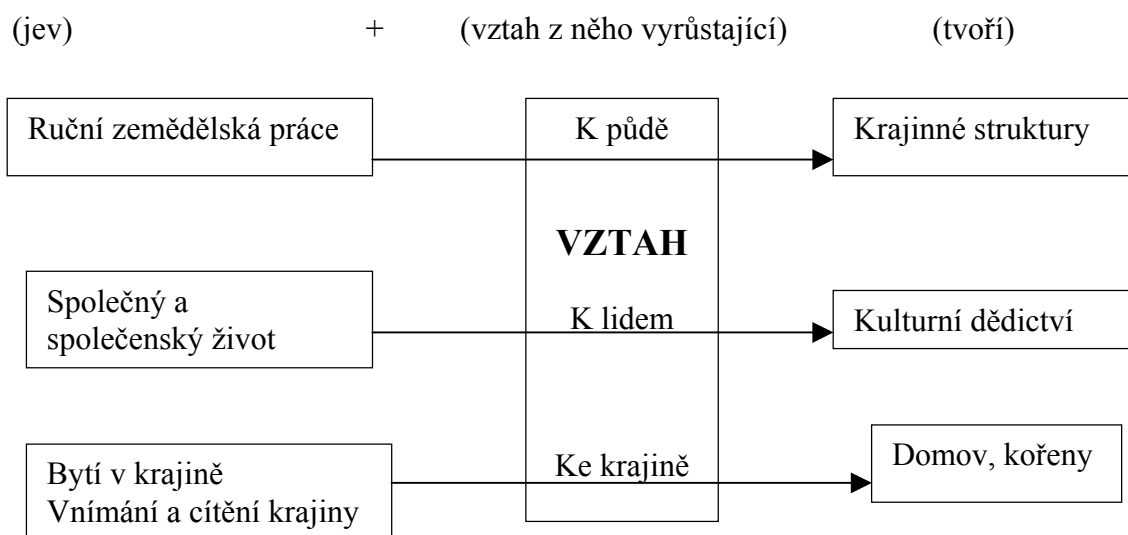 (jev) + (vztah z něho vyrůstající) (tvoří)
Ruční zemědělská práce K půdě Krajinné struktury
VZTAH
Společný a
společenský život K lidem Kulturní dědictví
Bytí v krajině Ke krajině Domov, kořeny
Vnímání a cítění krajiny